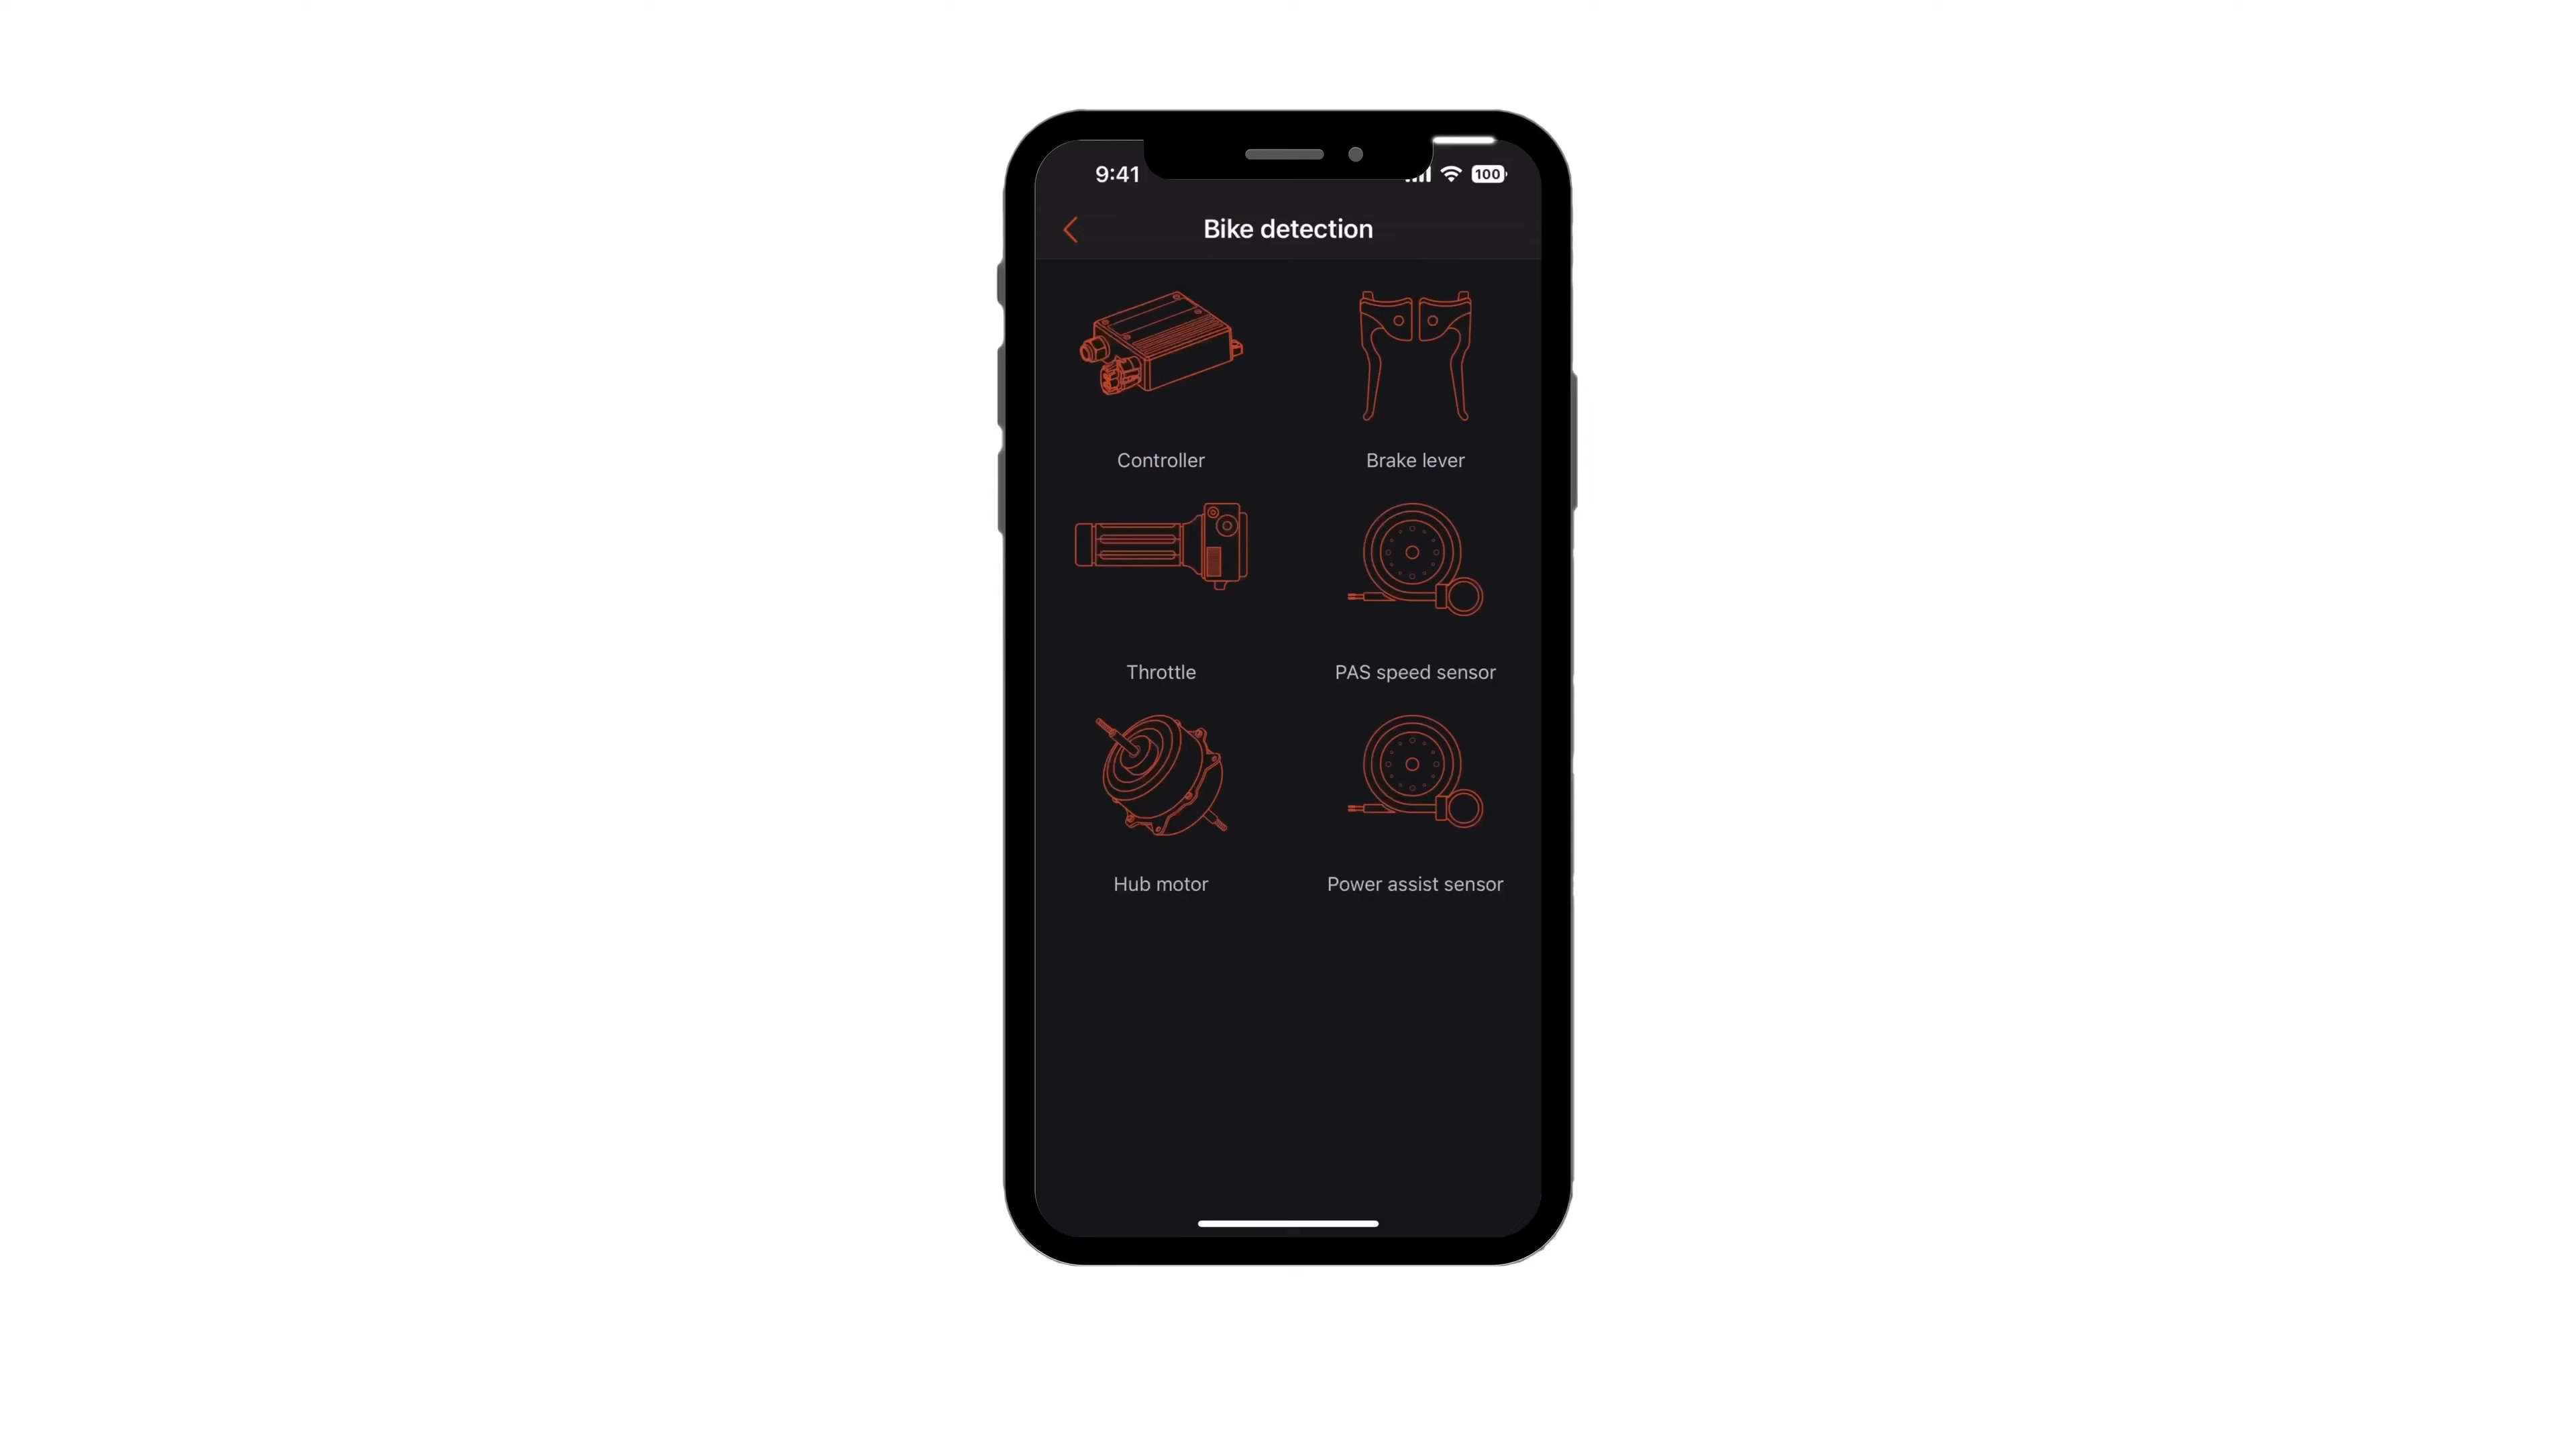 9:41
100
Bike detection
Controller
Brake lever
Throttle
PAS speed sensor
Hub motor
Power assist sensor